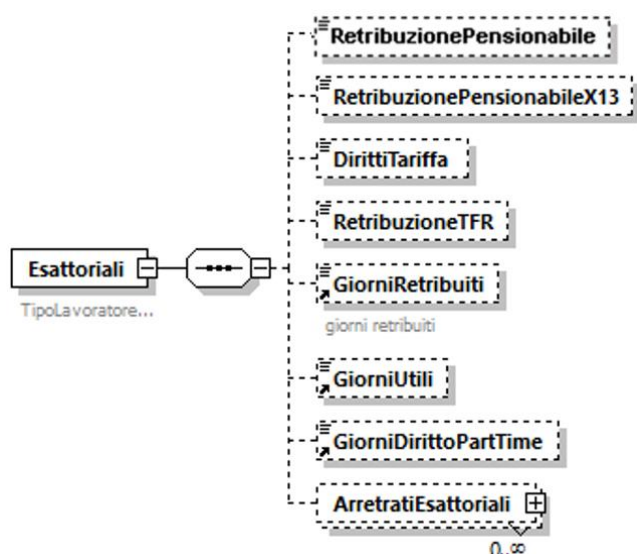 RetribuzionePensionabile
RetribuzionePensionabileX13
DirittiTariffa
RetribuzioneTFR
Esattoriali
TipoLavoratore...
GiorniRetribuiti
giorni retribuiti
GiorniUtili
GiorniDirittoPartTime
ArretratiEsattoriali
0..∞